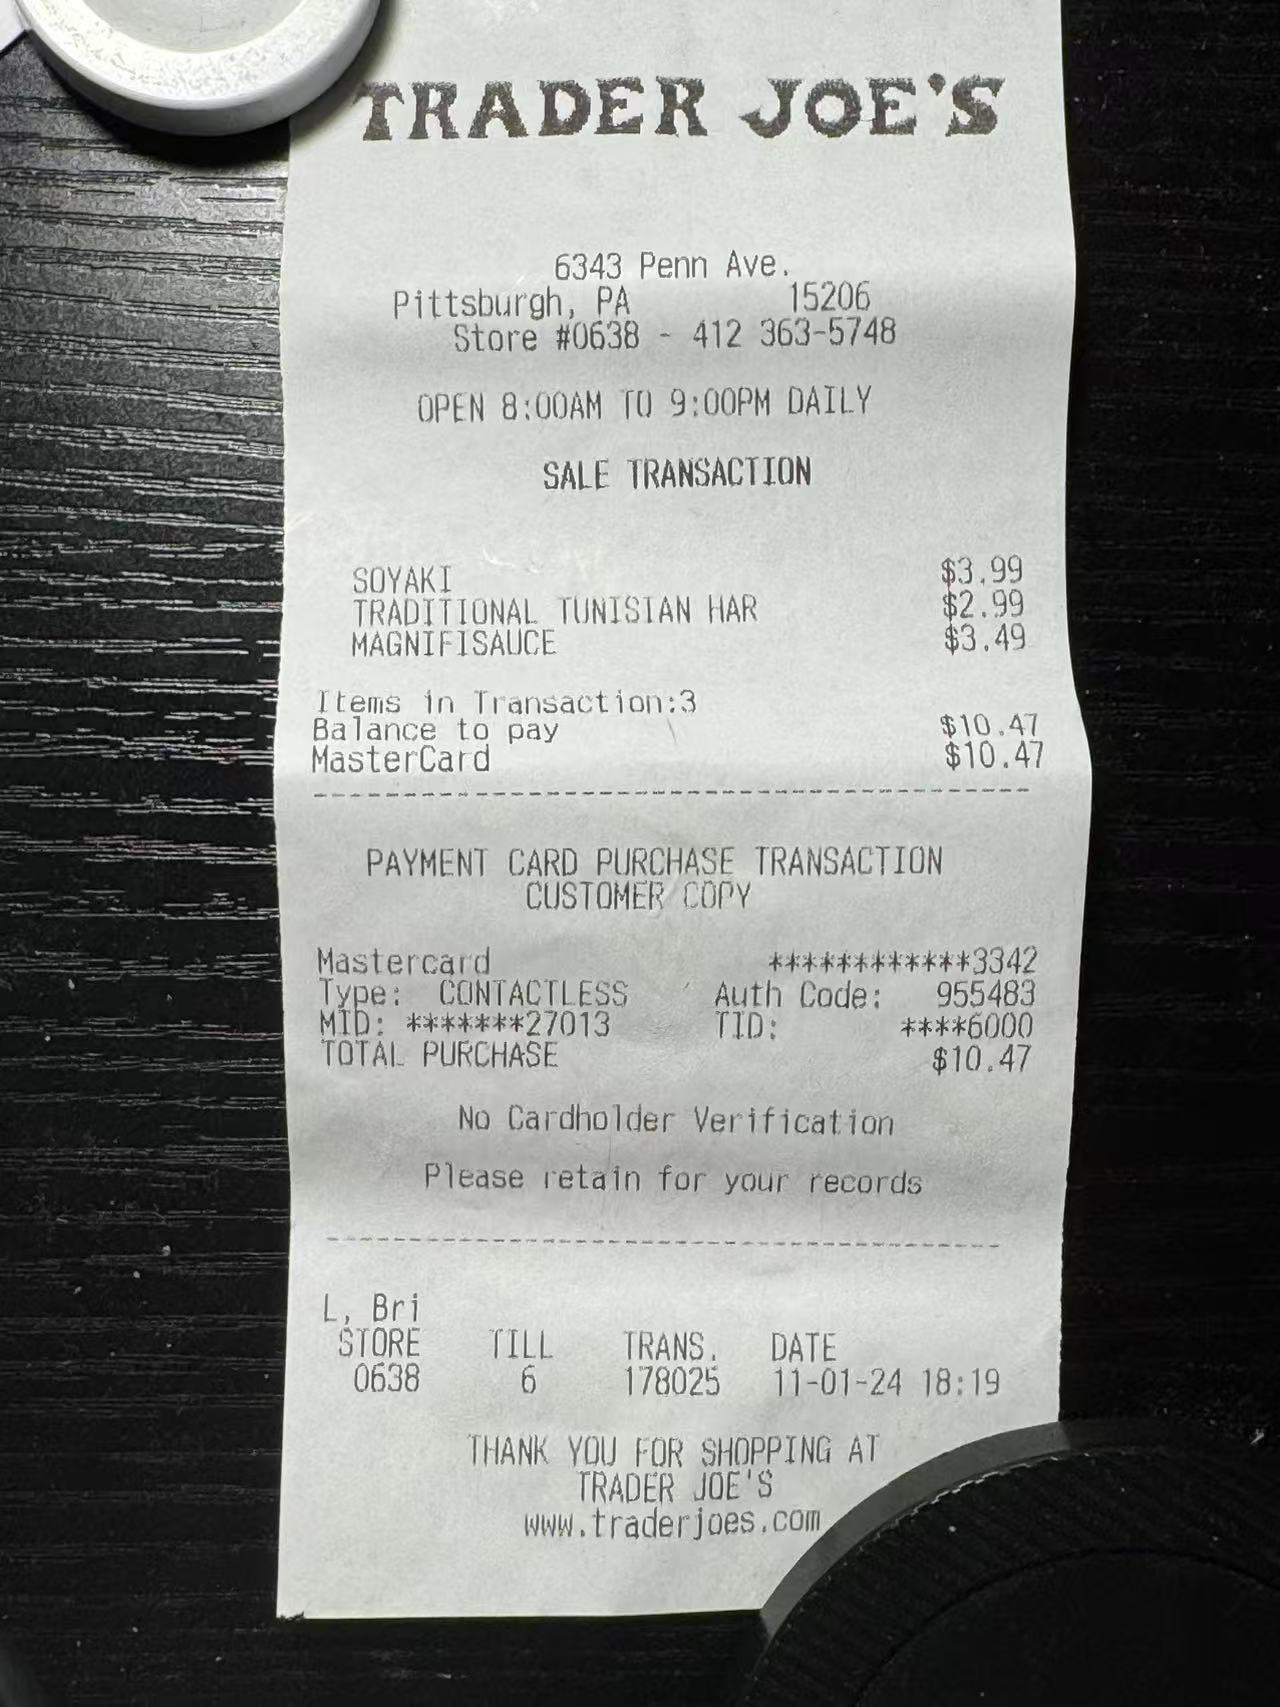 TRADER JOE'S
6343 Penn Ave.
Pittsburgh, PA 15206
Store #0638 - 412 363-5748
OPEN 8:00AM TO 9:00PM DAILY
SALE TRANSACTION
SOYAKI $3.99
TRADITIONAL TUNISIAN HAR $2.99
MAGNIFISAUCE $3.49
Items in Transaction:3
Balance to pay $10.47
MasterCard $10.47
PAYMENT CARD PURCHASE TRANSACTION
CUSTOMER COPY
Mastercard ************3342
Type: CONTACTLESS Auth Code: 955483
MID: *******27013 TID: ****6000
TOTAL PURCHASE $10.47
No Cardholder Verification
Please retain for your records
L, Bri
STORE TILL TRANS. DATE
0638 6 178025 11-01-24 18:19
THANK YOU FOR SHOPPING AT
TRADER JOE'S
www.traderjoes.com